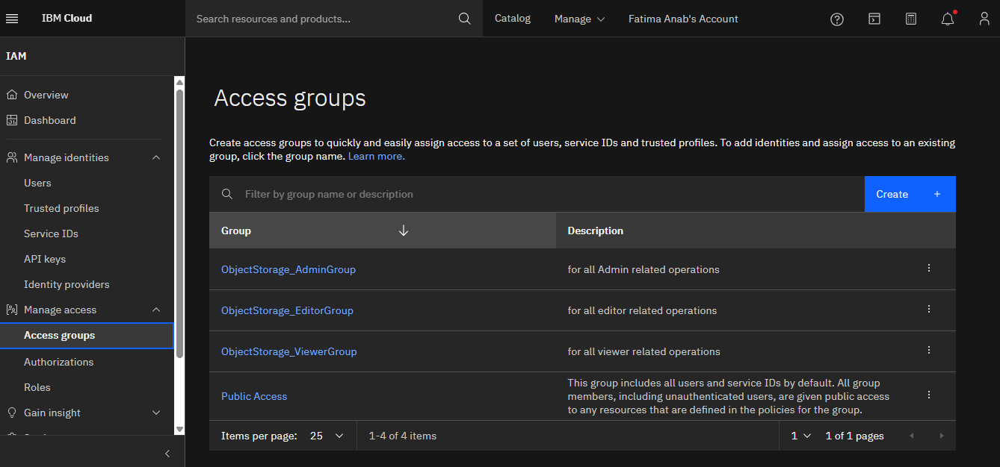 IBM Cloud
Search resources and products...
Catalog
Manage
Fatima Anab's Account
IAM
Overview
Dashboard
Manage identities
Users
Trusted profiles
Service IDs
API keys
Identity providers
Manage access
Access groups
Authorizations
Roles
Gain insight
Access groups
Create access groups to quickly and easily assign access to a set of users, service IDs and trusted profiles. To add identities and assign access to an existing
group, click the group name. Learn more.
Filter by group name or description
Create +
Group
Description
ObjectStorage_AdminGroup
for all Admin related operations
ObjectStorage_EditorGroup
for all editor related operations
ObjectStorage_ViewerGroup
for all viewer related operations
Public Access
This group includes all users and service IDs by default. All group
members, including unauthenticated users, are given public access
to any resources that are defined in the policies for the group.
Items per page: 25
1-4 of 4 items
1
1 of 1 pages